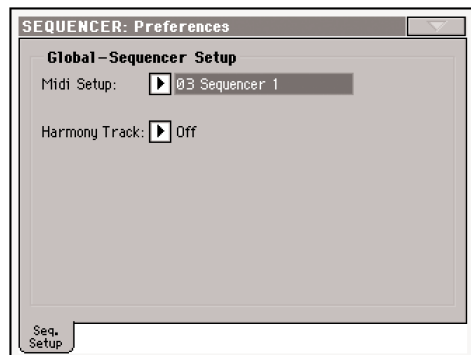 SEQUENCER: Preferences
Global-Sequencer Setup
Midi Setup: 03 Sequencer 1
Harmony Track: Off
Seq.
Setup